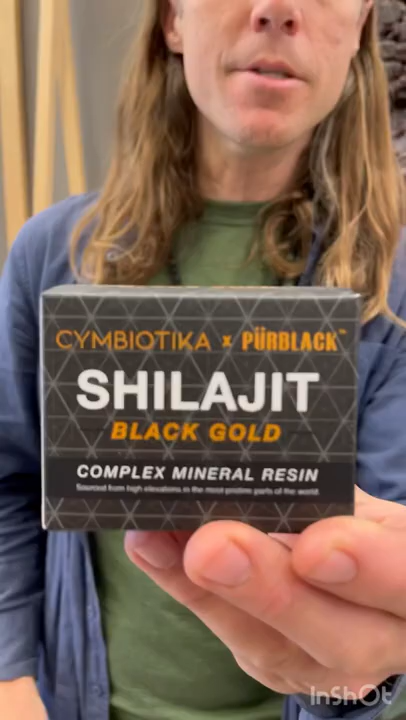 CYMBIOTIKA x PÜRBLACK™
SHILAJIT
BLACK GOLD
COMPLEX MINERAL RESIN
Sourced from high elevations in the most pristine parts of the world.
InShOt